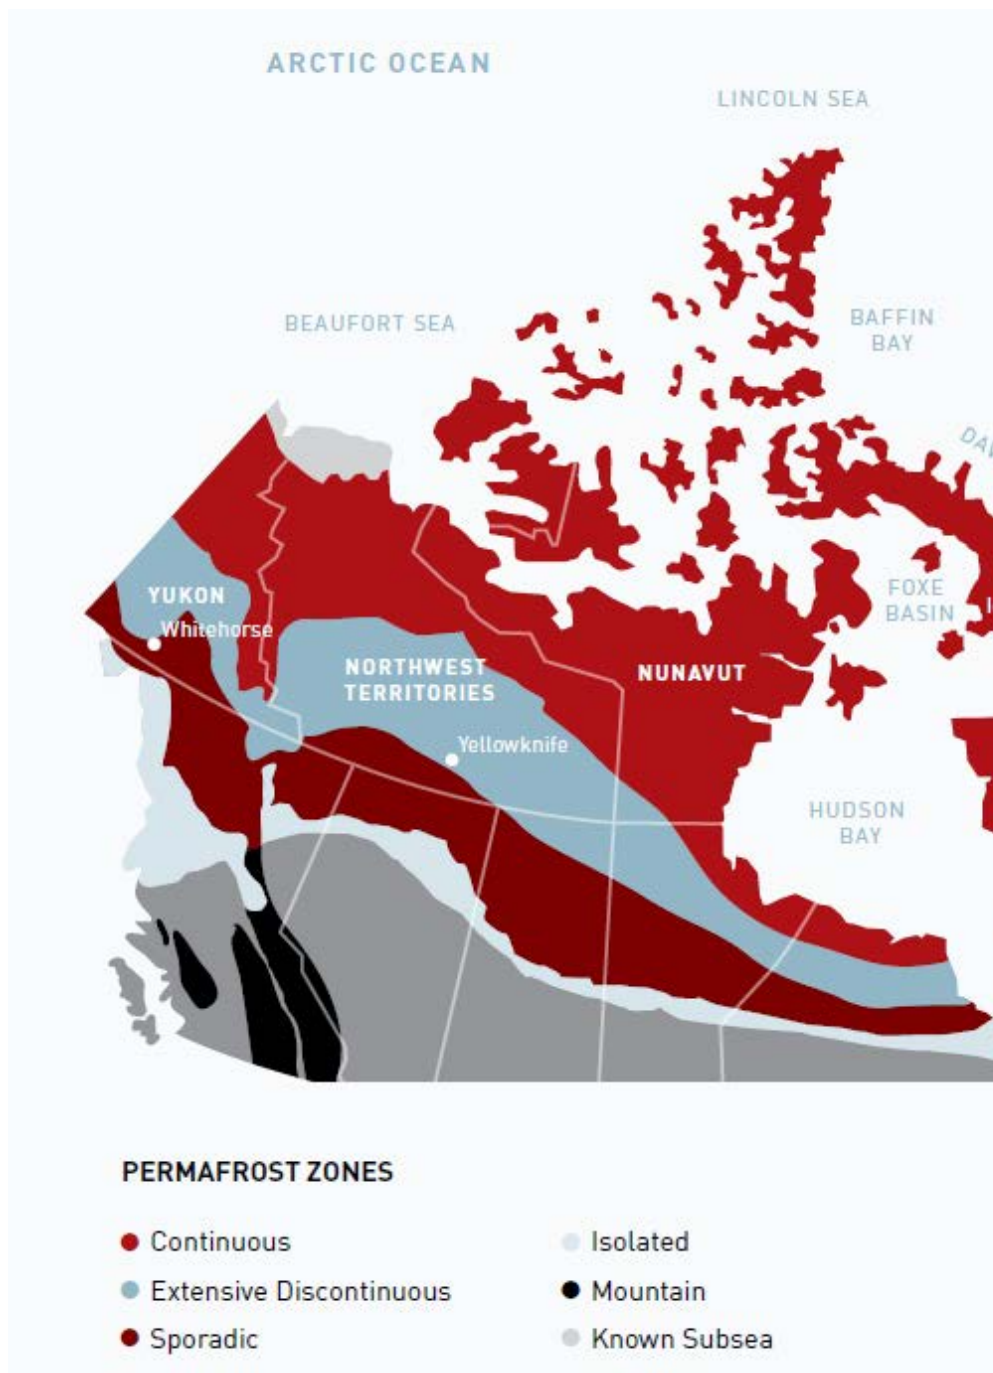 ARCTIC OCEAN
LINCOLN SEA
BEAUFORT SEA
BAFFIN
BAY
DAV
FOXE
BASIN
I
YUKON
Whitehorse
NORTHWEST
TERRITORIES
NUNAVUT
Yellowknife
HUDSON
BAY
PERMAFROST ZONES
Continuous
Extensive Discontinuous
Sporadic
Isolated
Mountain
Known Subsea